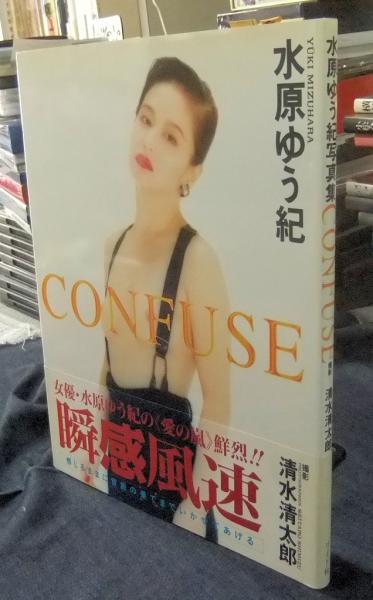 YUKI MIZUHARA
水原ゆう紀
CONFUSE
女優・水原ゆう紀の《愛の嵐》鮮烈!!
瞬感風速
撮影
清水清太郎
水原ゆう紀写真集
CONFUSE
撮影
清水清太郎